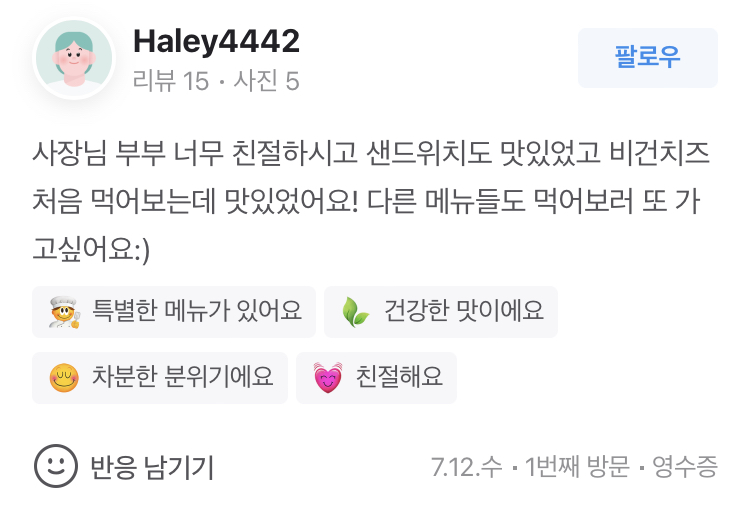 Haley4442
리뷰 15 · 사진 5
팔로우
사장님 부부 너무 친절하시고 샌드위치도 맛있었고 비건치즈
처음 먹어보는데 맛있었어요! 다른 메뉴들도 먹어보러 또 가
고싶어요:)
특별한 메뉴가 있어요
건강한 맛이에요
차분한 분위기에요
친절해요
반응 남기기
7.12.수 · 1번째 방문 · 영수증